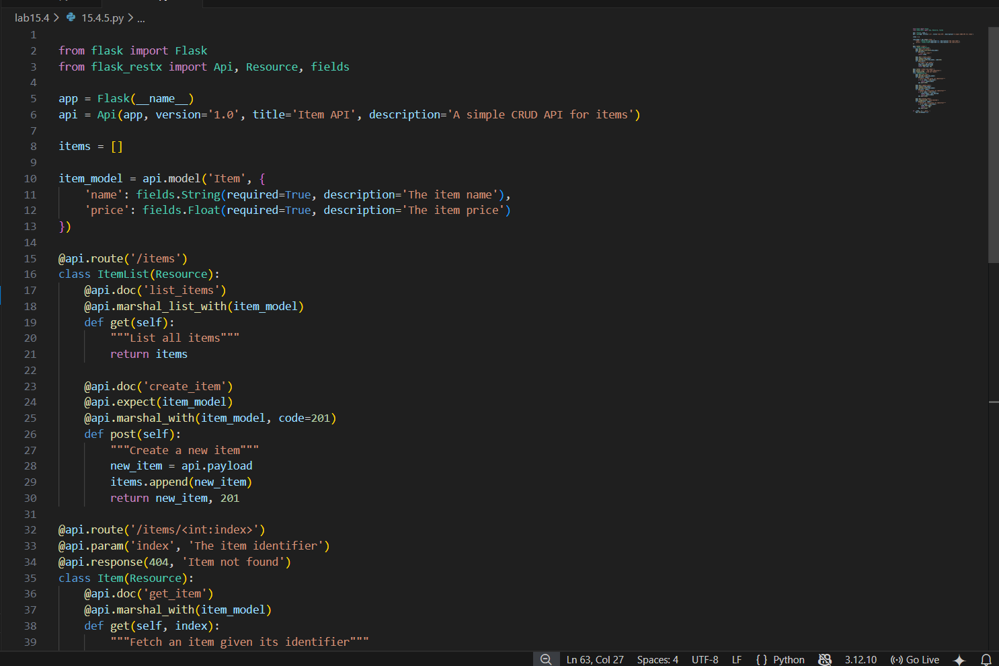 lab15.4 > 15.4.5.py > ...
1
2 from flask import Flask
3 from flask_restx import Api, Resource, fields
4
5 app = Flask(__name__)
6 api = Api(app, version='1.0', title='Item API', description='A simple CRUD API for items')
7
8 items = []
9
10 item_model = api.model('Item', {
11     'name': fields.String(required=True, description='The item name'),
12     'price': fields.Float(required=True, description='The item price')
13 })
14
15 @api.route('/items')
16 class ItemList(Resource):
17     @api.doc('list_items')
18     @api.marshal_list_with(item_model)
19     def get(self):
20         """List all items"""
21         return items
22
23     @api.doc('create_item')
24     @api.expect(item_model)
25     @api.marshal_with(item_model, code=201)
26     def post(self):
27         """Create a new item"""
28         new_item = api.payload
29         items.append(new_item)
30         return new_item, 201
31
32 @api.route('/items/<int:index>')
33 @api.param('index', 'The item identifier')
34 @api.response(404, 'Item not found')
35 class Item(Resource):
36     @api.doc('get_item')
37     @api.marshal_with(item_model)
38     def get(self, index):
39         """Fetch an item given its identifier"""
Ln 63, Col 27 Spaces: 4 UTF-8 LF { } Python 3.12.10 Go Live